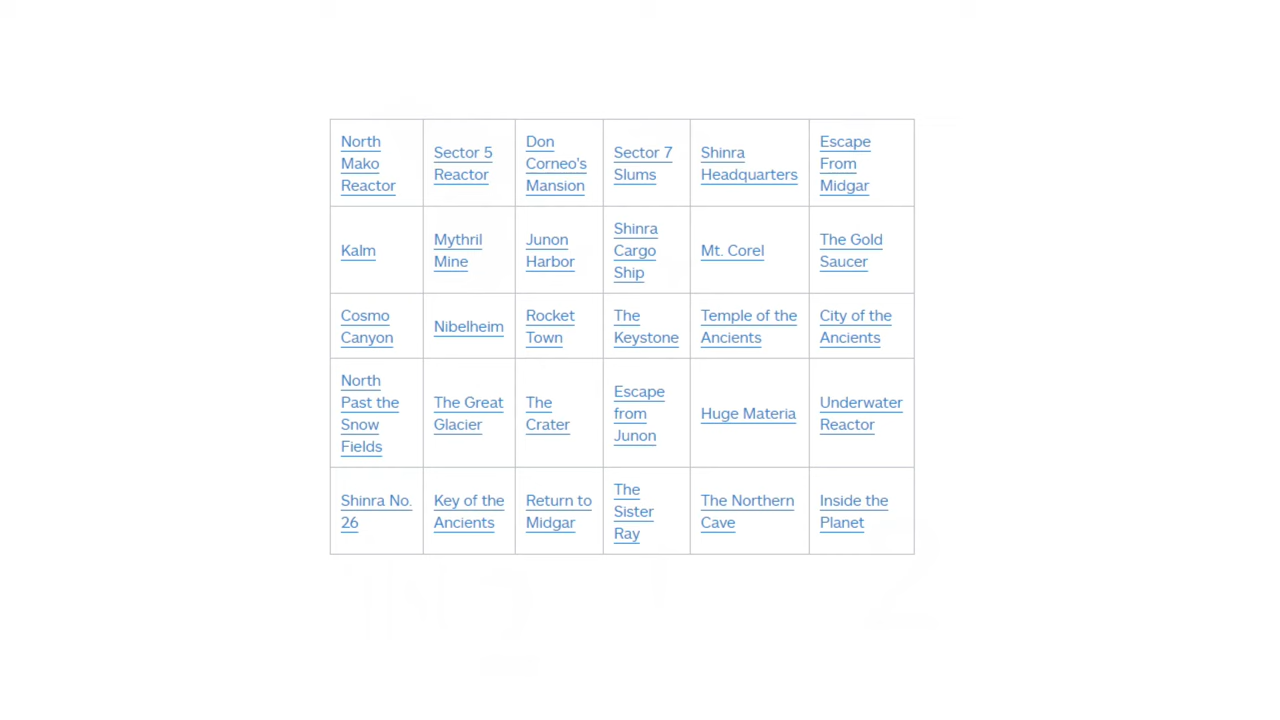 North
Mako
Reactor
Sector 5
Reactor
Don
Corneo's
Mansion
Sector 7
Slums
Shinra
Headquarters
Escape
From
Midgar
Kalm
Mythril
Mine
Junon
Harbor
Shinra
Cargo
Ship
Mt. Corel
The Gold
Saucer
Cosmo
Canyon
Nibelheim
Rocket
Town
The
Keystone
Temple of the
Ancients
City of the
Ancients
North
Past the
Snow
Fields
The Great
Glacier
The
Crater
Escape
from
Junon
Huge Materia
Underwater
Reactor
Shinra No.
26
Key of the
Ancients
Return to
Midgar
The
Sister
Ray
The Northern
Cave
Inside the
Planet